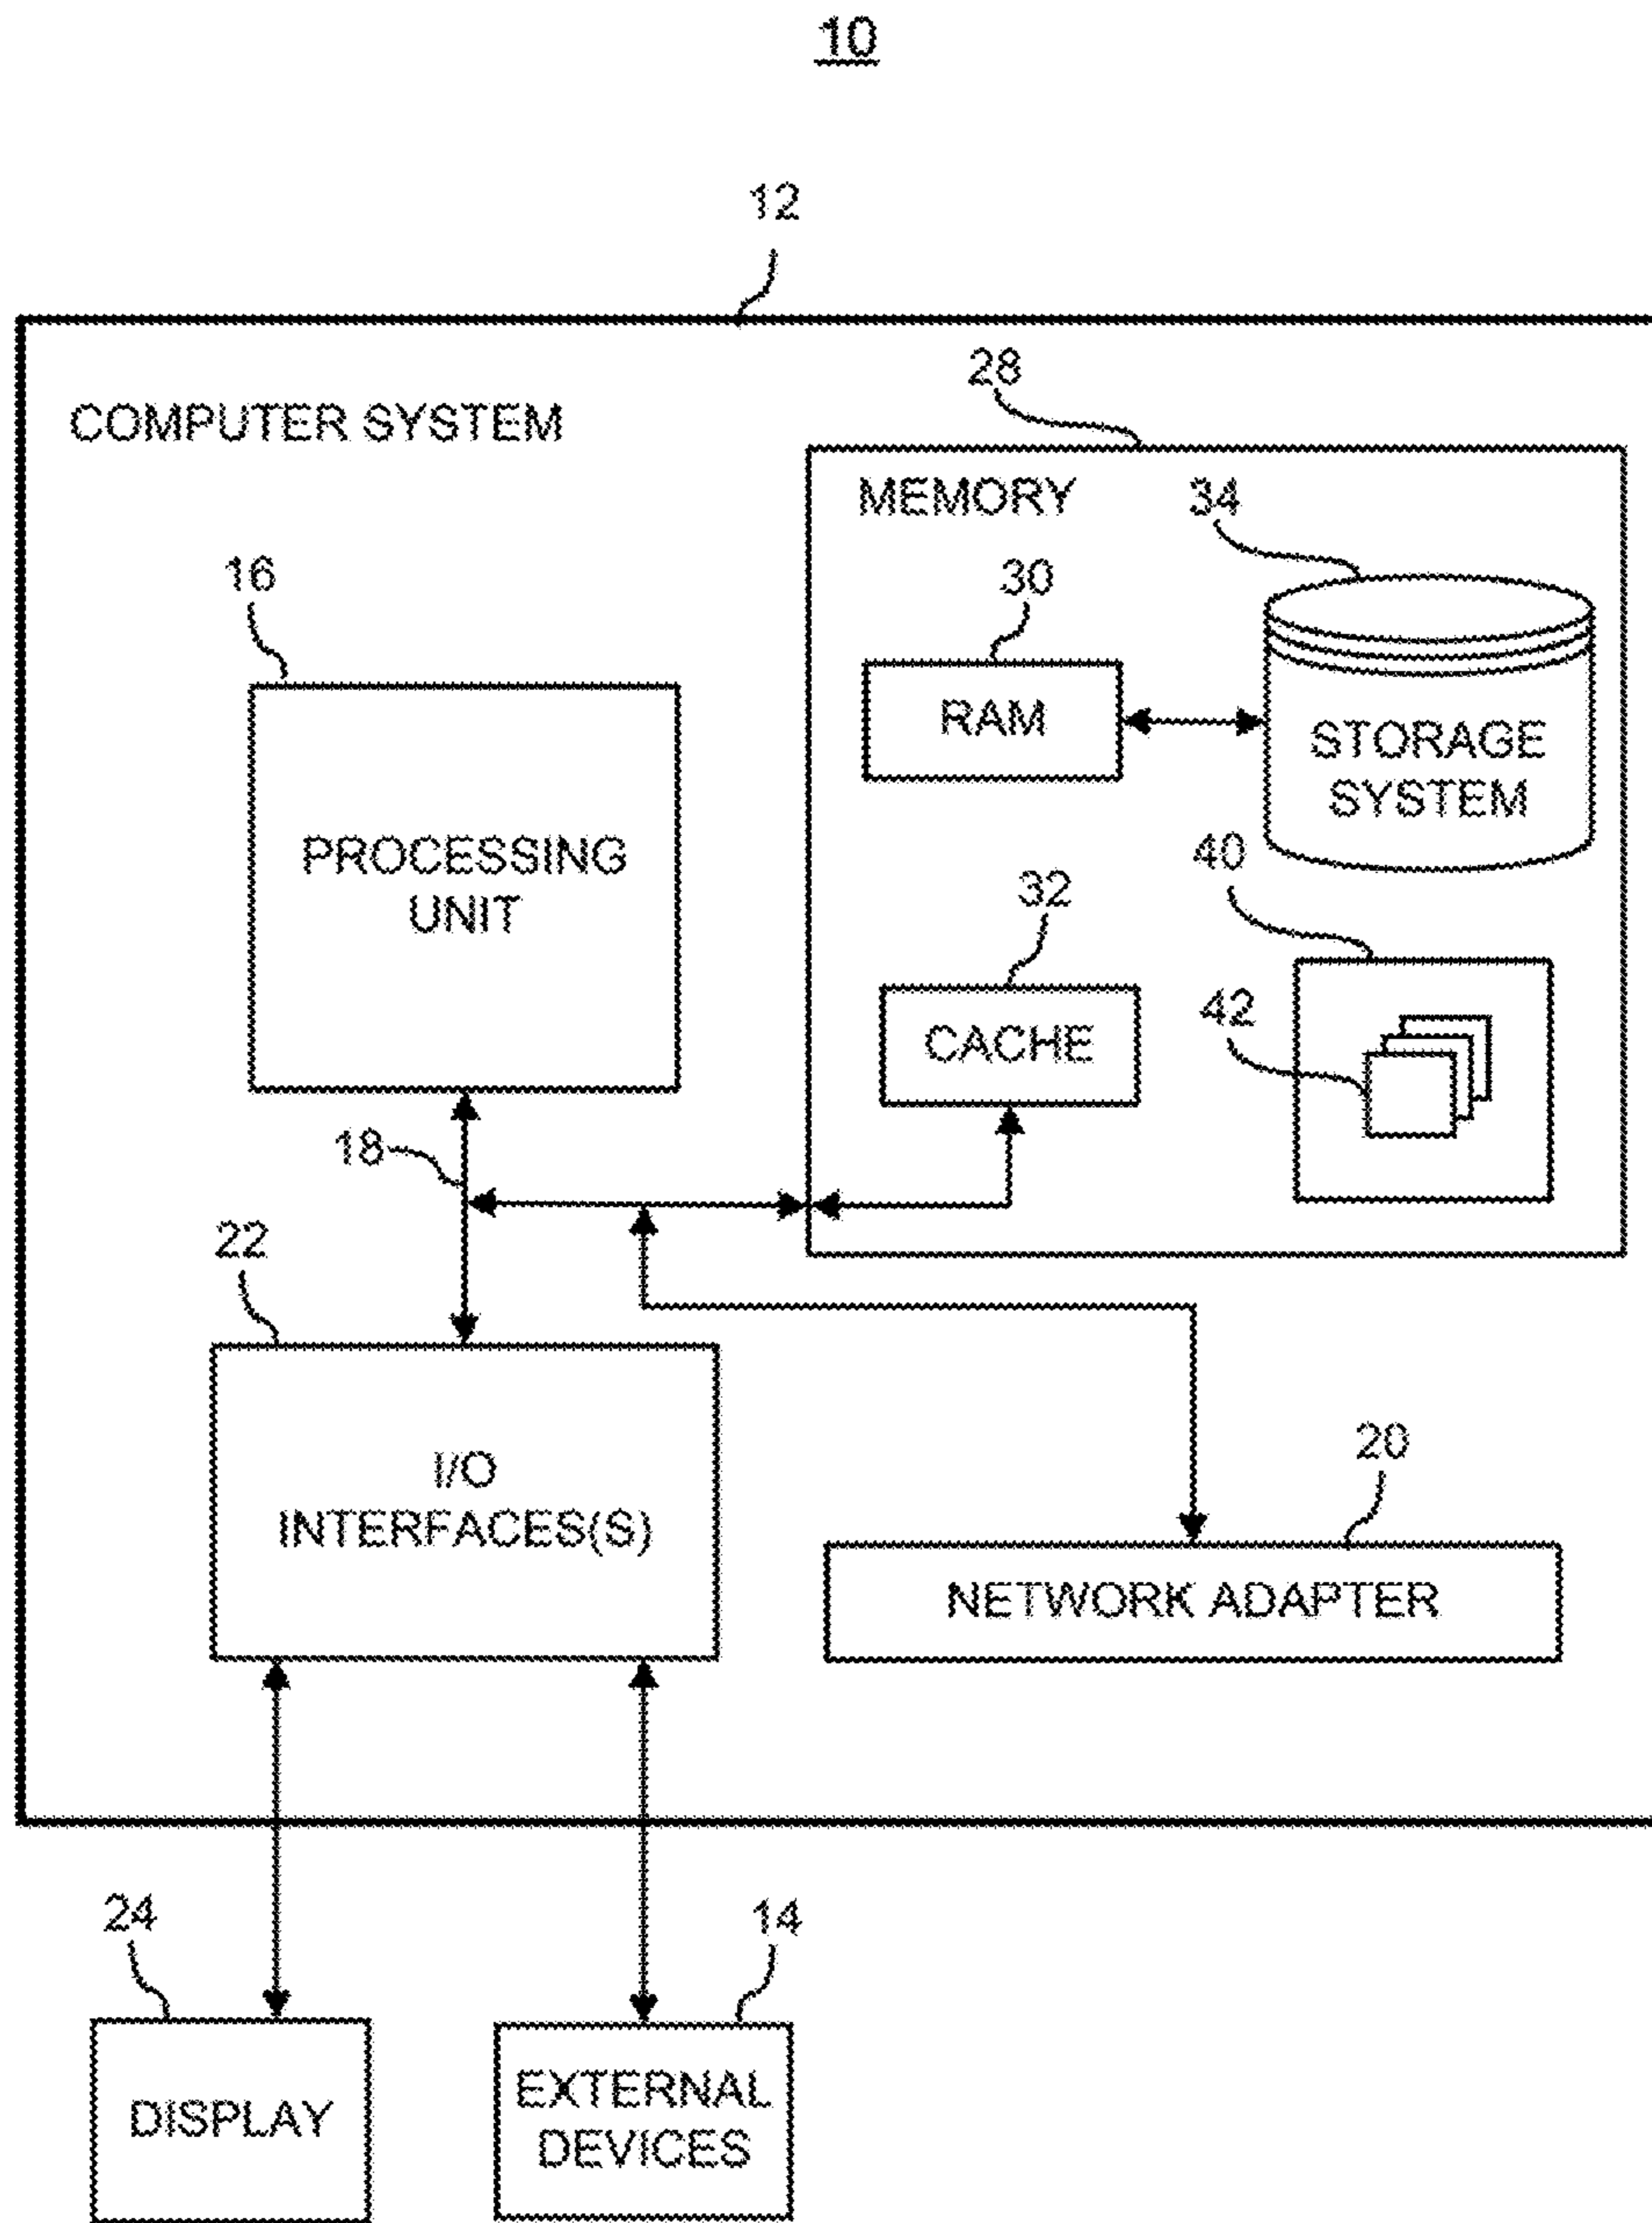 10
12
COMPUTER SYSTEM
28
MEMORY
34
16
30
RAM
STORAGE
SYSTEM
PROCESSING
UNIT
40
32
42
CACHE
18
22
I/O
INTERFACES(S)
20
NETWORK ADAPTER
24
14
DISPLAY
EXTERNAL
DEVICES